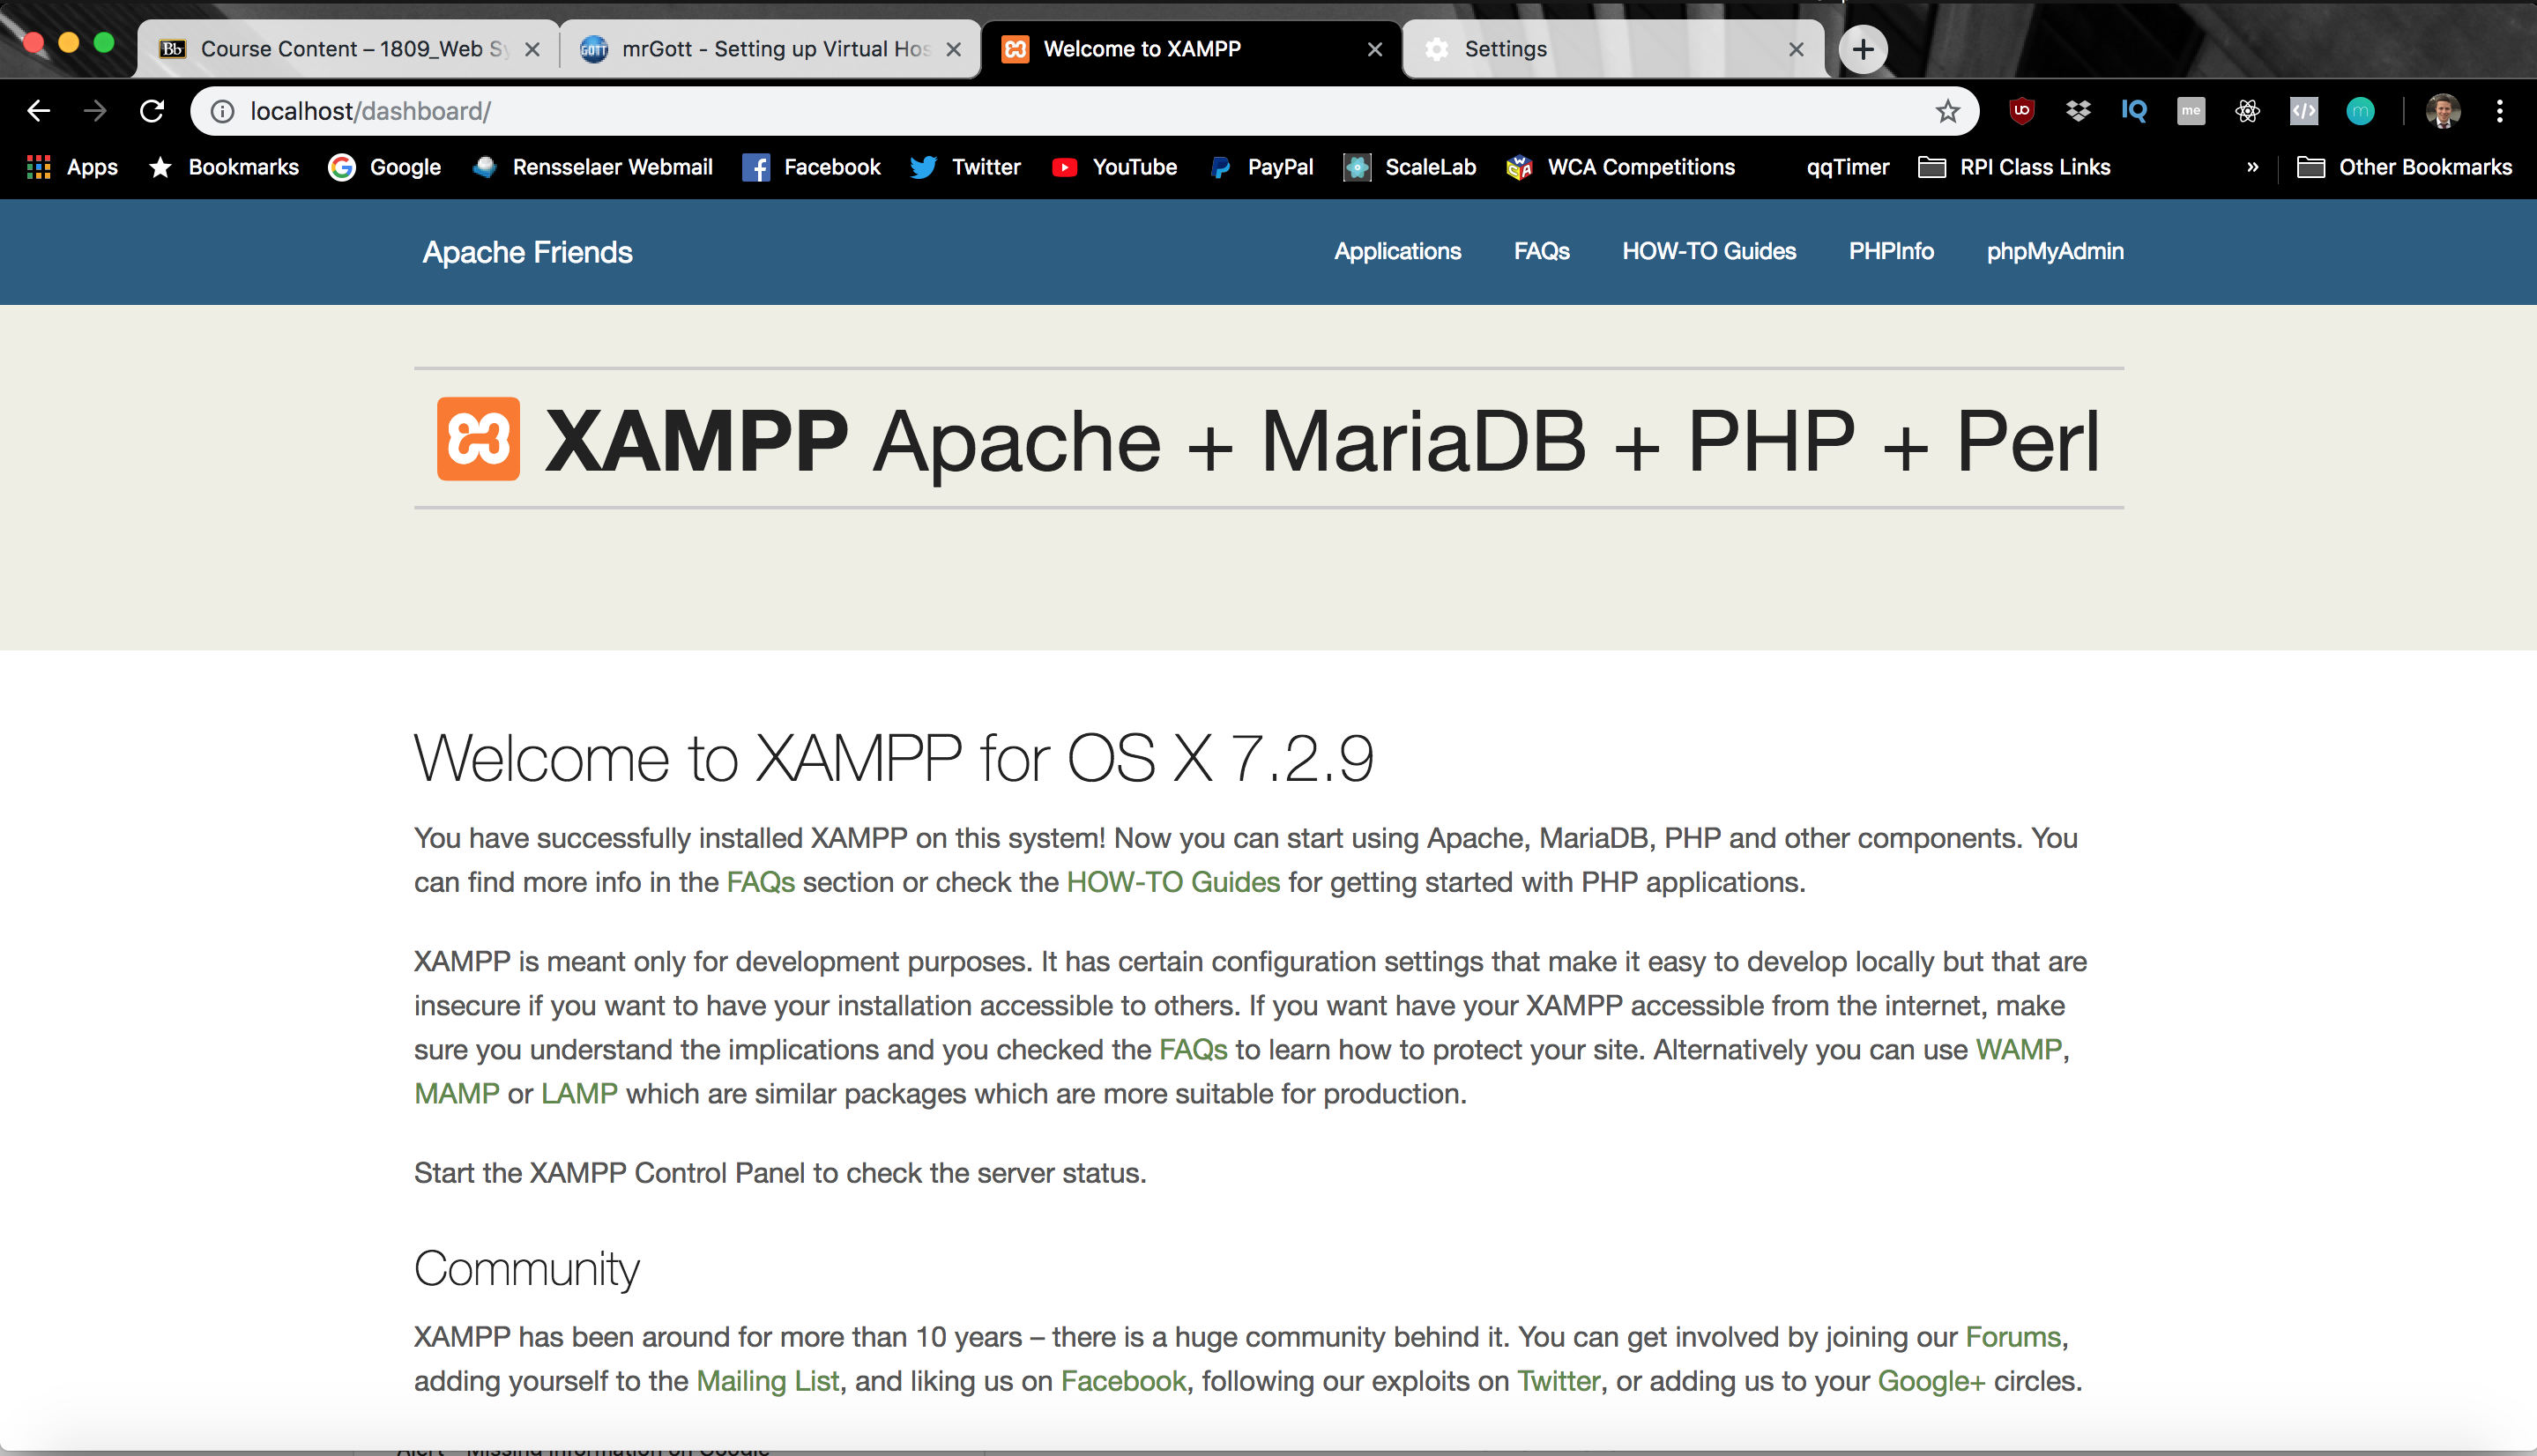 Bb Course Content – 1809_Web Sy
GOTT mrGott - Setting up Virtual Hos
Welcome to XAMPP
Settings
localhost/dashboard/
IQ me </> m
Apps Bookmarks Google Rensselaer Webmail Facebook Twitter YouTube PayPal ScaleLab WCA Competitions qqTimer RPI Class Links » Other Bookmarks
Apache Friends Applications FAQs HOW-TO Guides PHPInfo phpMyAdmin
XAMPP Apache + MariaDB + PHP + Perl
Welcome to XAMPP for OS X 7.2.9
You have successfully installed XAMPP on this system! Now you can start using Apache, MariaDB, PHP and other components. You
can find more info in the FAQs section or check the HOW-TO Guides for getting started with PHP applications.
XAMPP is meant only for development purposes. It has certain configuration settings that make it easy to develop locally but that are
insecure if you want to have your installation accessible to others. If you want have your XAMPP accessible from the internet, make
sure you understand the implications and you checked the FAQs to learn how to protect your site. Alternatively you can use WAMP,
MAMP or LAMP which are similar packages which are more suitable for production.
Start the XAMPP Control Panel to check the server status.
Community
XAMPP has been around for more than 10 years – there is a huge community behind it. You can get involved by joining our Forums,
adding yourself to the Mailing List, and liking us on Facebook, following our exploits on Twitter, or adding us to your Google+ circles.